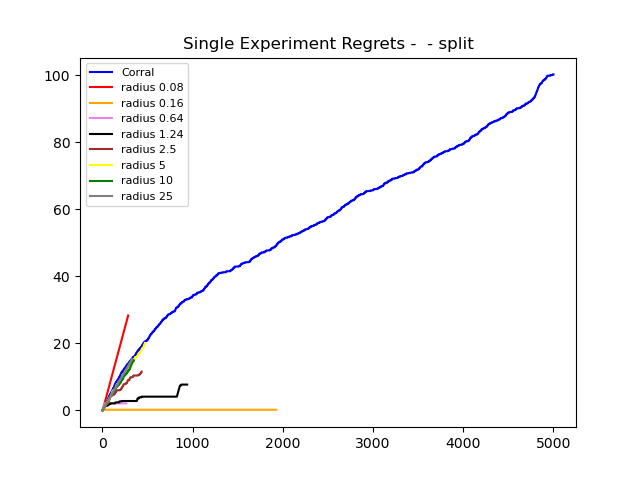 Single Experiment Regrets -  - split
Corral
radius 0.08
radius 0.16
radius 0.64
radius 1.24
radius 2.5
radius 5
radius 10
radius 25
100
80
60
40
20
0
0 1000 2000 3000 4000 5000